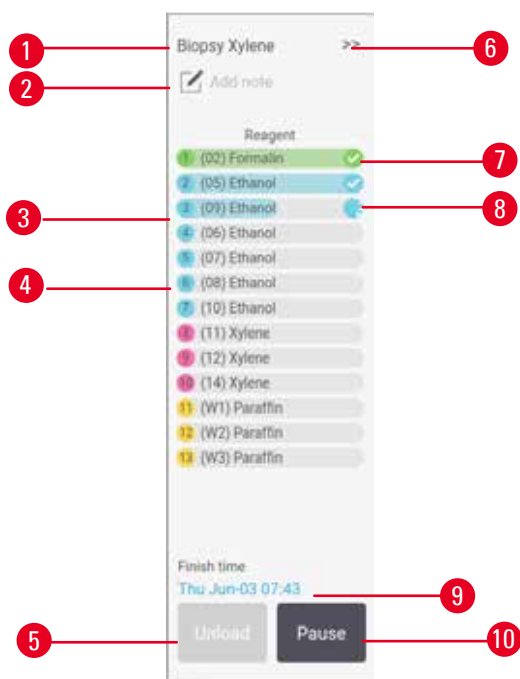 1 Biopsy Xylene >> 6
2 Add note
Reagent
1 (02) Formalin 7
2 (05) Ethanol
3 3 (09) Ethanol 8
4 (06) Ethanol
5 (07) Ethanol
4 6 (08) Ethanol
7 (10) Ethanol
8 (11) Xylene
9 (12) Xylene
10 (14) Xylene
11 (W1) Paraffin
12 (W2) Paraffin
13 (W3) Paraffin
Finish time
Thu Jun-03 07:43 9
5 Unload Pause 10